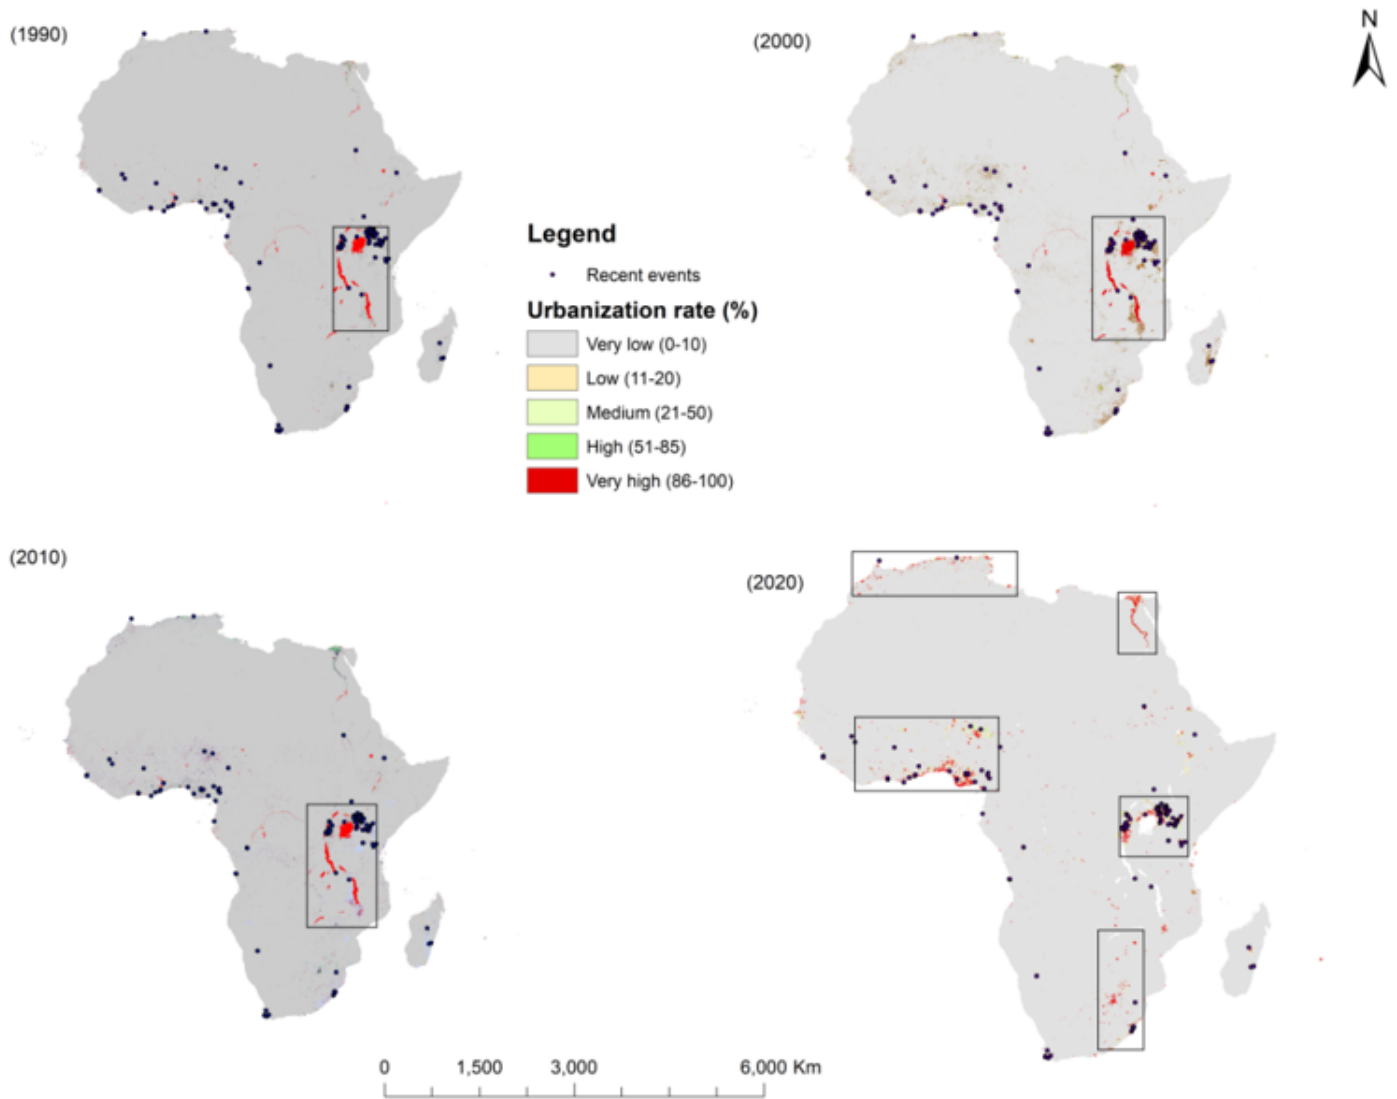 N
(1990)
(2000)
Legend
Recent events
Urbanization rate (%)
Very low (0-10)
Low (11-20)
Medium (21-50)
High (51-85)
Very high (86-100)
(2010)
(2020)
0 1,500 3,000 6,000 Km